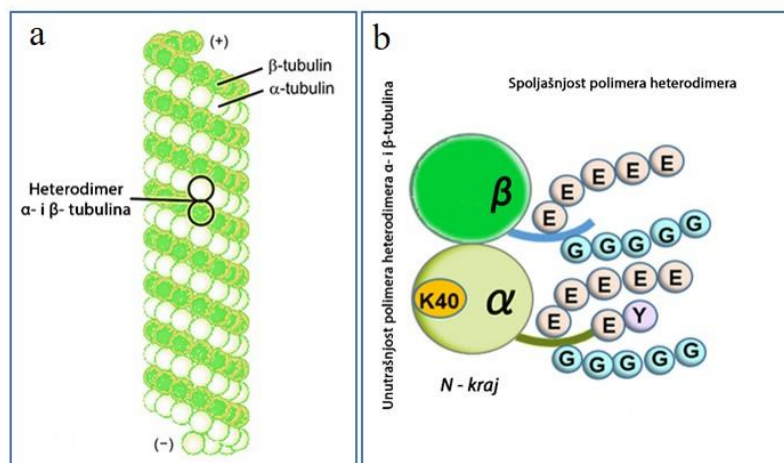 a
(+)
β-tubulin
α-tubulin
Heterodimer
α- i β- tubulina
(−)
b
Spoljašnjost polimera heterodimera
Unutrašnjost polimera heterodimera α- i β-tubulina
β
E E E E E
G G G G G
K40
α
E E E E E
E Y
G G G G G
N - kraj